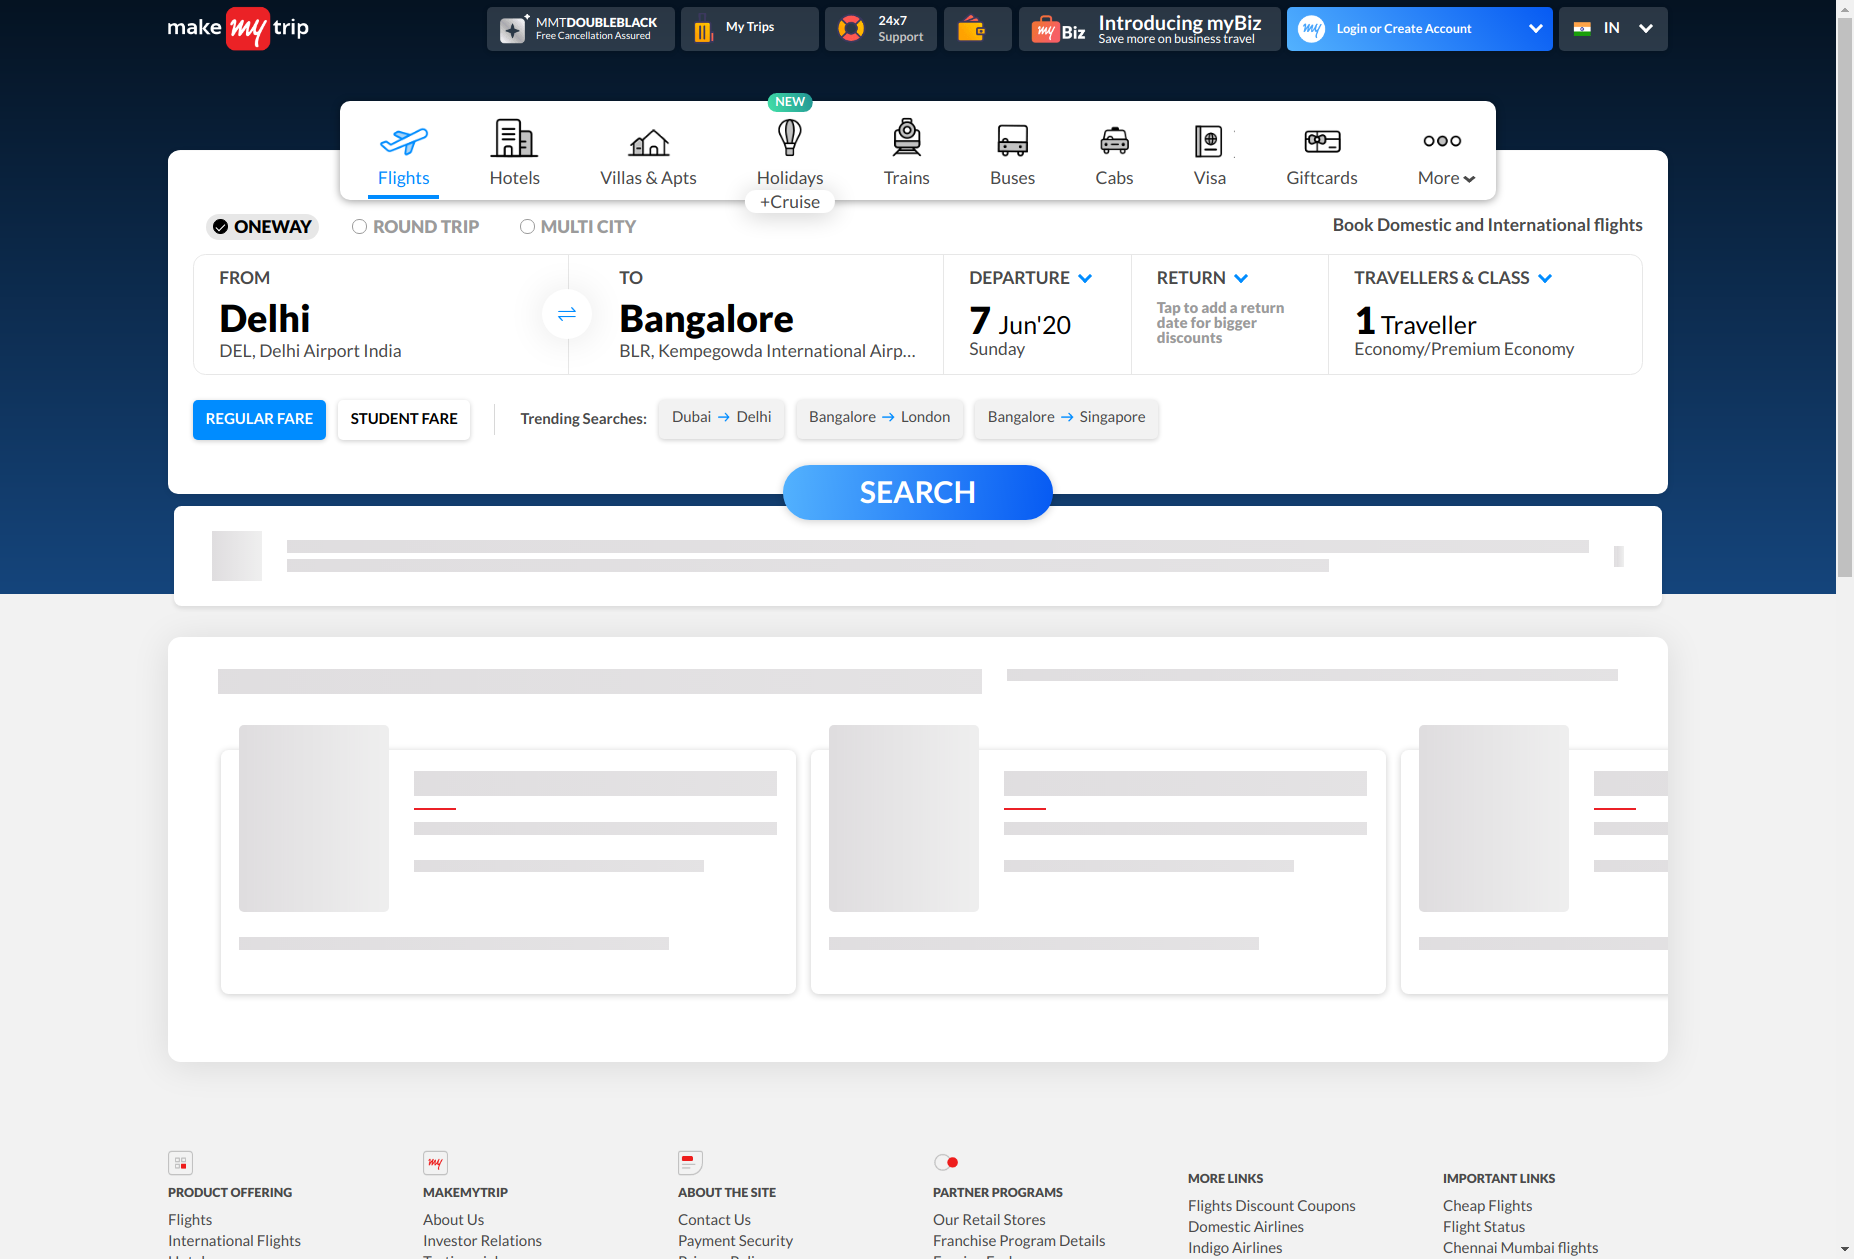 make my trip
MMTDOUBLEBLACK
Free Cancellation Assured
My Trips
24x7
Support
my Biz
Introducing myBiz
Save more on business travel
my
Login or Create Account
IN
NEW
Flights
Hotels
Villas & Apts
Holidays
Trains
Buses
Cabs
Visa
Giftcards
More
+Cruise
ONEWAY
ROUND TRIP
MULTI CITY
Book Domestic and International flights
FROM
Delhi
DEL, Delhi Airport India
TO
Bangalore
BLR, Kempegowda International Airp...
DEPARTURE
7 Jun'20
Sunday
RETURN
Tap to add a return
date for bigger
discounts
TRAVELLERS & CLASS
1 Traveller
Economy/Premium Economy
REGULAR FARE
STUDENT FARE
Trending Searches:
Dubai → Delhi
Bangalore → London
Bangalore → Singapore
SEARCH
PRODUCT OFFERING
Flights
International Flights
my
MAKEMYTRIP
About Us
Investor Relations
ABOUT THE SITE
Contact Us
Payment Security
PARTNER PROGRAMS
Our Retail Stores
Franchise Program Details
MORE LINKS
Flights Discount Coupons
Domestic Airlines
Indigo Airlines
IMPORTANT LINKS
Cheap Flights
Flight Status
Chennai Mumbai flights